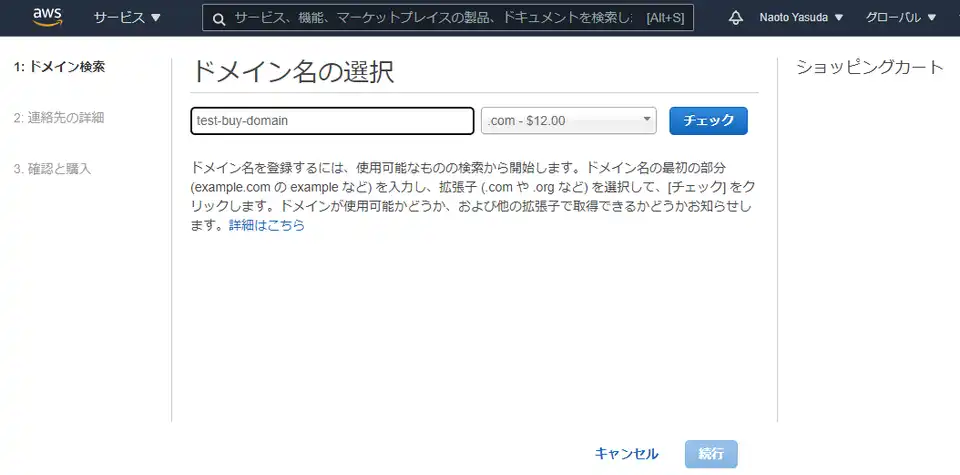 aws サービス ▼ サービス、機能、マーケットプレイスの製品、ドキュメントを検索し [Alt+S] Naoto Yasuda ▼ グローバル ▼
1: ドメイン検索
2: 連絡先の詳細
3. 確認と購入
ドメイン名の選択
test-buy-domain .com - $12.00 チェック
ドメイン名を登録するには、使用可能なものの検索から開始します。ドメイン名の最初の部分
(example.com の example など) を入力し、拡張子 (.com や .org など) を選択して、[チェック] をク
リックします。ドメインが使用可能かどうか、および他の拡張子で取得できるかどうかお知らせし
ます。詳細はこちら
ショッピングカート
キャンセル 続行